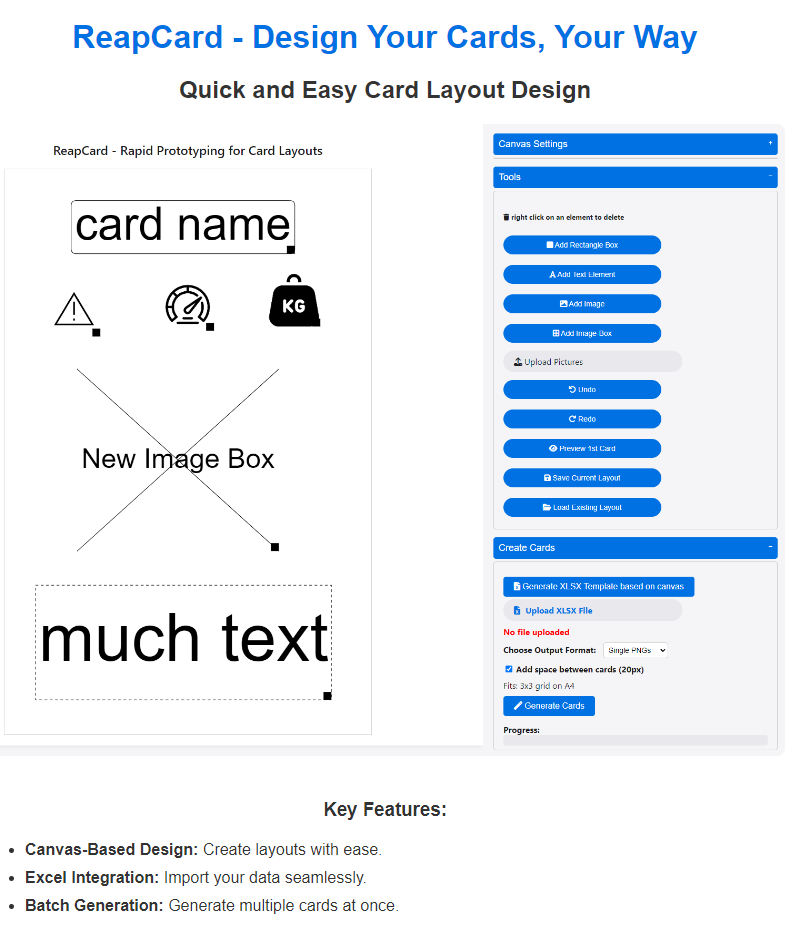 ReapCard - Design Your Cards, Your Way
Quick and Easy Card Layout Design
ReapCard - Rapid Prototyping for Card Layouts
card name
KG
New Image Box
much text
Canvas Settings +
Tools -
right click on an element to delete
Add Rectangle Box
Add Text Element
Add Image
Add Image Box
Upload Pictures
Undo
Redo
Preview 1st Card
Save Current Layout
Load Existing Layout
Create Cards -
Generate XLSX Template based on canvas
Upload XLSX File
No file uploaded
Choose Output Format: Single PNGs
Add space between cards (20px)
Fits: 3x3 grid on A4
Generate Cards
Progress:
Key Features:
• Canvas-Based Design: Create layouts with ease.
• Excel Integration: Import your data seamlessly.
• Batch Generation: Generate multiple cards at once.